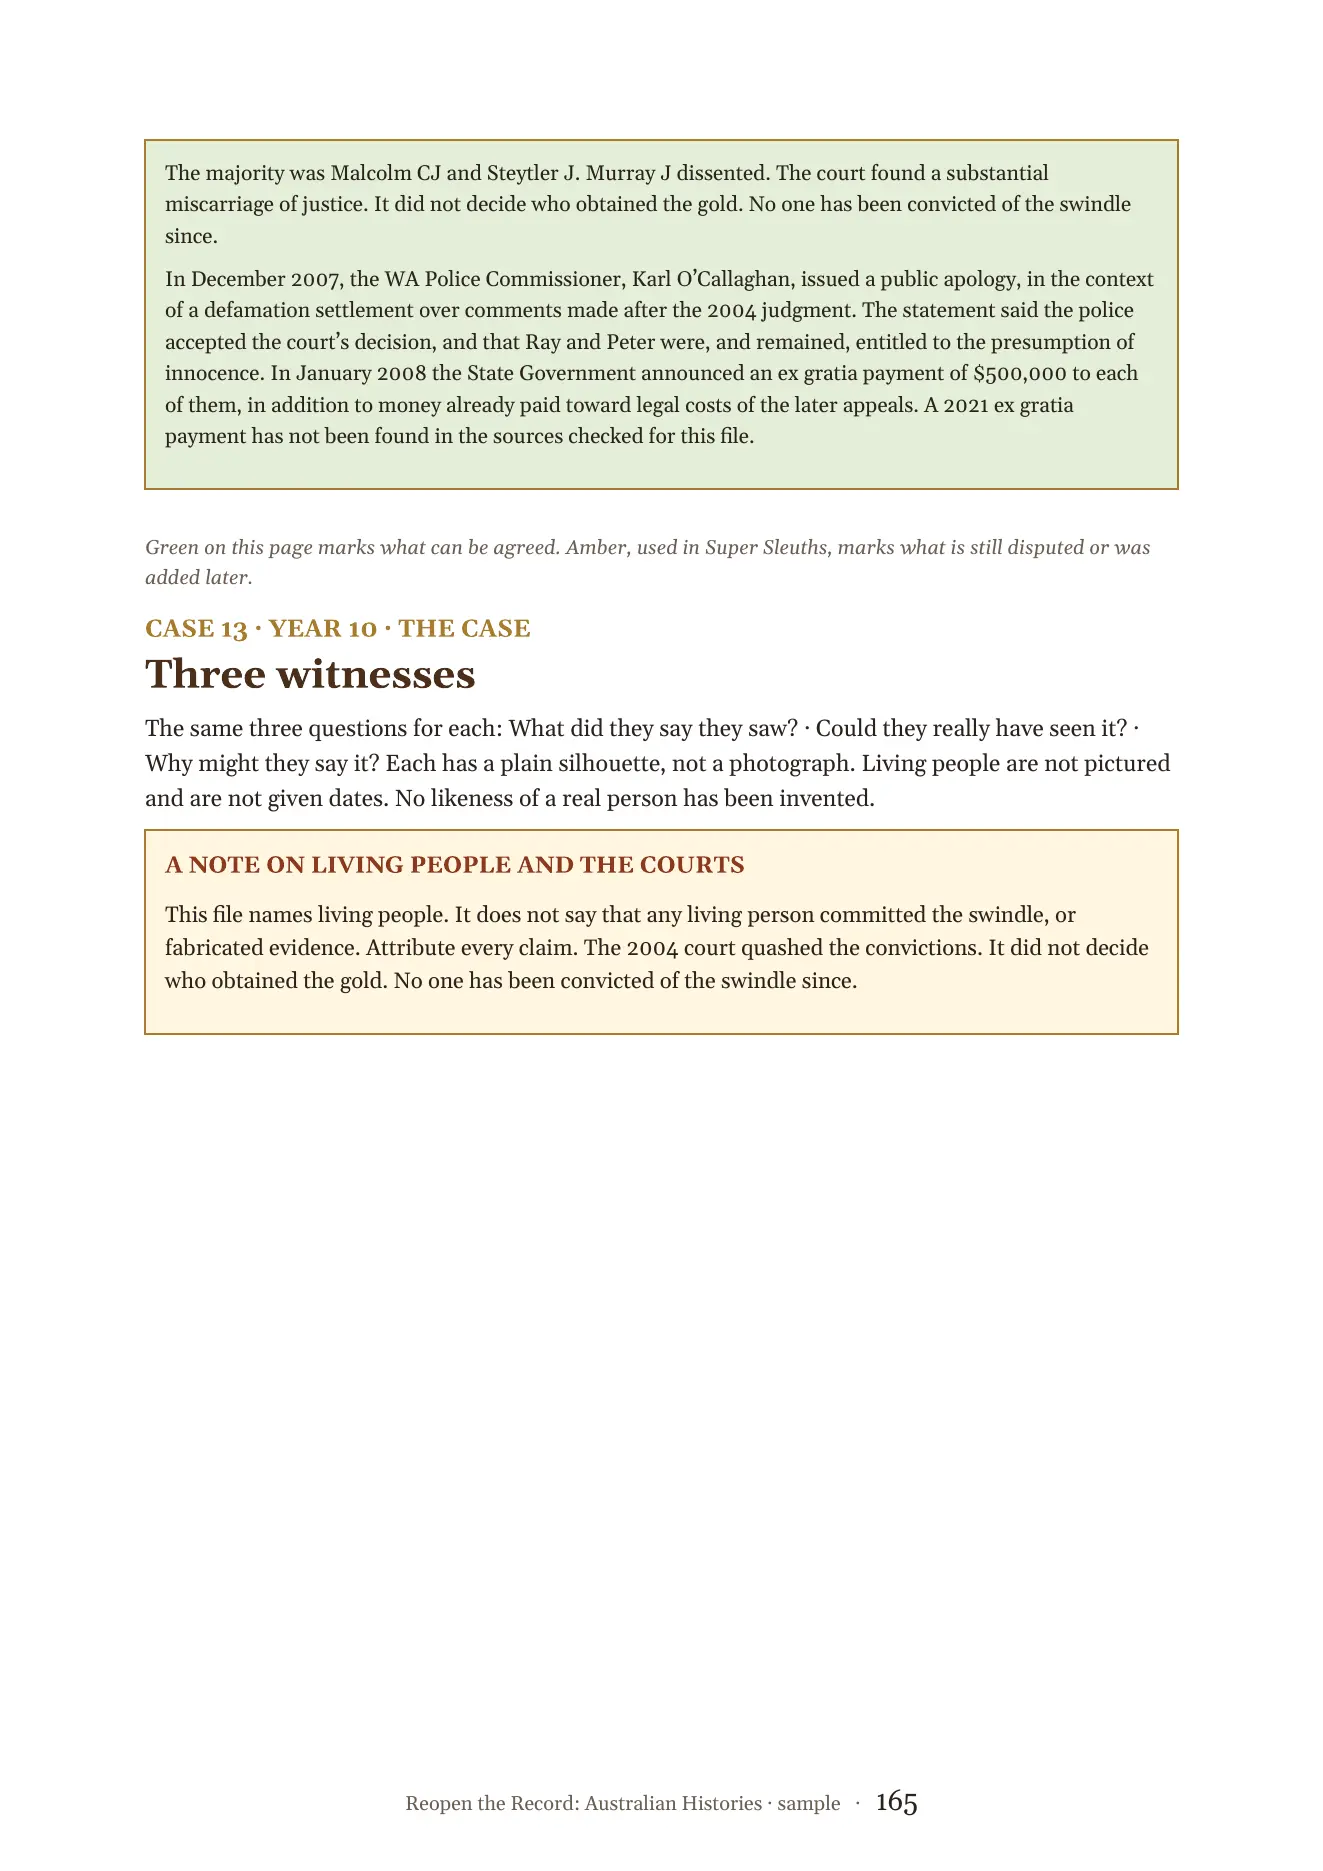 The majority was Malcolm CJ and Steytler J. Murray J dissented. The court found a substantial
miscarriage of justice. It did not decide who obtained the gold. No one has been convicted of the swindle
since.
In December 2007, the WA Police Commissioner, Karl O’Callaghan, issued a public apology, in the context
of a defamation settlement over comments made after the 2004 judgment. The statement said the police
accepted the court’s decision, and that Ray and Peter were, and remained, entitled to the presumption of
innocence. In January 2008 the State Government announced an ex gratia payment of $500,000 to each
of them, in addition to money already paid toward legal costs of the later appeals. A 2021 ex gratia
payment has not been found in the sources checked for this file.
Green on this page marks what can be agreed. Amber, used in Super Sleuths, marks what is still disputed or was
added later.
CASE 13 · YEAR 10 · THE CASE
Three witnesses
The same three questions for each: What did they say they saw? · Could they really have seen it? ·
Why might they say it? Each has a plain silhouette, not a photograph. Living people are not pictured
and are not given dates. No likeness of a real person has been invented.
A NOTE ON LIVING PEOPLE AND THE COURTS
This file names living people. It does not say that any living person committed the swindle, or
fabricated evidence. Attribute every claim. The 2004 court quashed the convictions. It did not decide
who obtained the gold. No one has been convicted of the swindle since.
Reopen the Record: Australian Histories · sample · 165